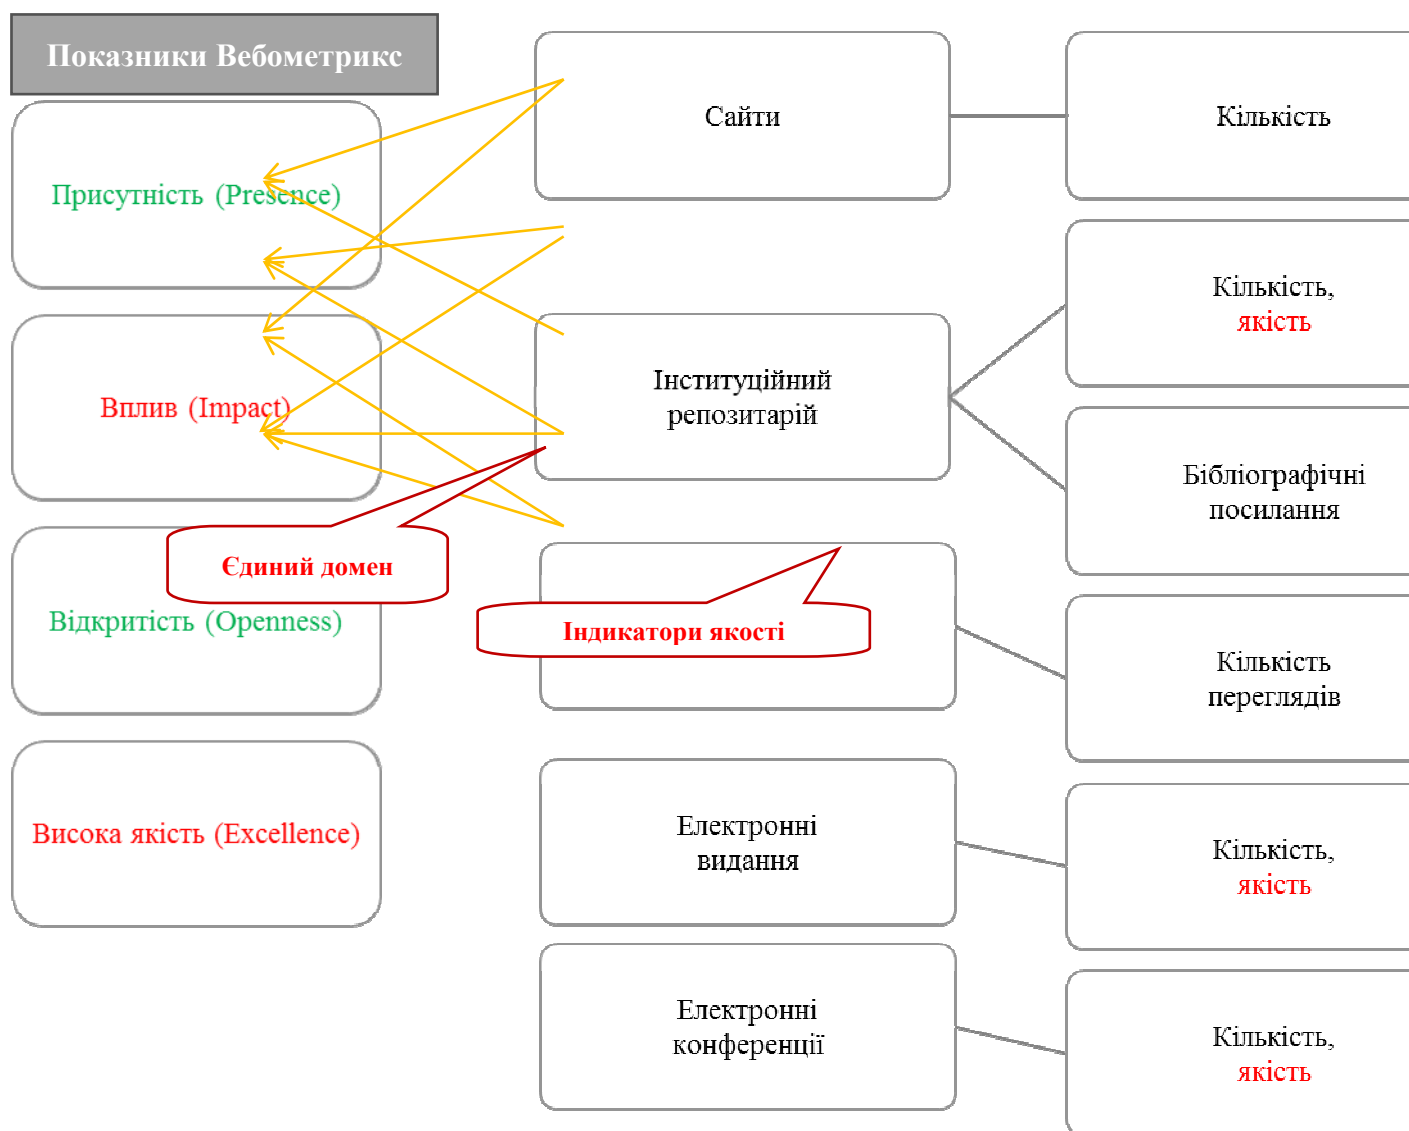 Показники Вебометрикс
Присутність (Presence)
Вплив (Impact)
Відкритість (Openness)
Висока якість (Excellence)
Сайти
Інституційний
репозитарій
Єдиний домен
Індикатори якості
Електронні
видання
Електронні
конференції
Кількість
Кількість,
якість
Бібліографічні
посилання
Кількість
переглядів
Кількість,
якість
Кількість,
якість